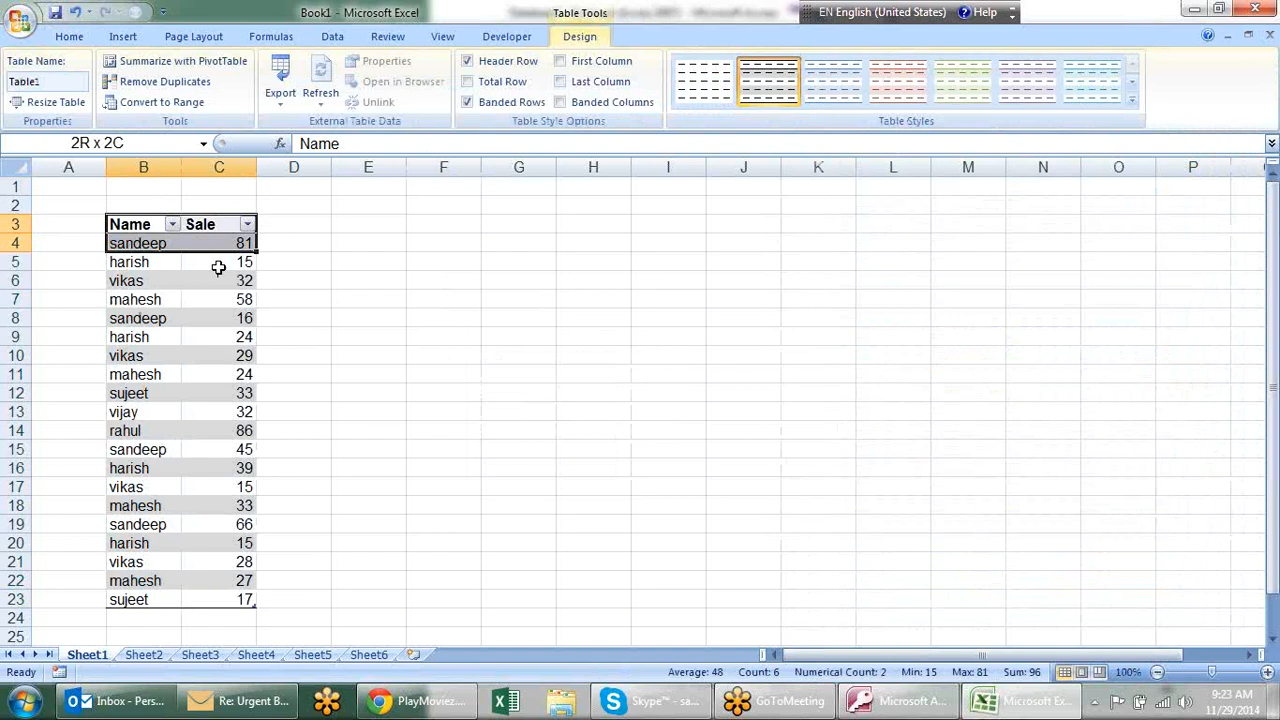 Book1 - Microsoft Excel
Table Tools
EN English (United States)
Help
Home Insert Page Layout Formulas Data Review View Developer Design
Table Name:
Table1
Resize Table
Properties
Summarize with PivotTable
Remove Duplicates
Convert to Range
Tools
Export Refresh
Properties
Open in Browser
Unlink
External Table Data
Header Row First Column
Total Row Last Column
Banded Rows Banded Columns
Table Style Options
Table Styles
2R x 2C fx Name
A B C D E F G H I J K L M N O P
1
2
3 Name Sale
4 sandeep 81
5 harish 15
6 vikas 32
7 mahesh 58
8 sandeep 16
9 harish 24
10 vikas 29
11 mahesh 24
12 sujeet 33
13 vijay 32
14 rahul 86
15 sandeep 45
16 harish 39
17 vikas 15
18 mahesh 33
19 sandeep 66
20 harish 15
21 vikas 28
22 mahesh 27
23 sujeet 17
24
25
Sheet1 Sheet2 Sheet3 Sheet4 Sheet5 Sheet6
Ready Average: 48 Count: 6 Numerical Count: 2 Min: 15 Max: 81 Sum: 96 100%
Inbox - Pers... Re: Urgent B... PlayMoviez.... Skype™ - sa... GoToMeeting Microsoft A... Microsoft Ex...
9:23 AM
11/29/2014